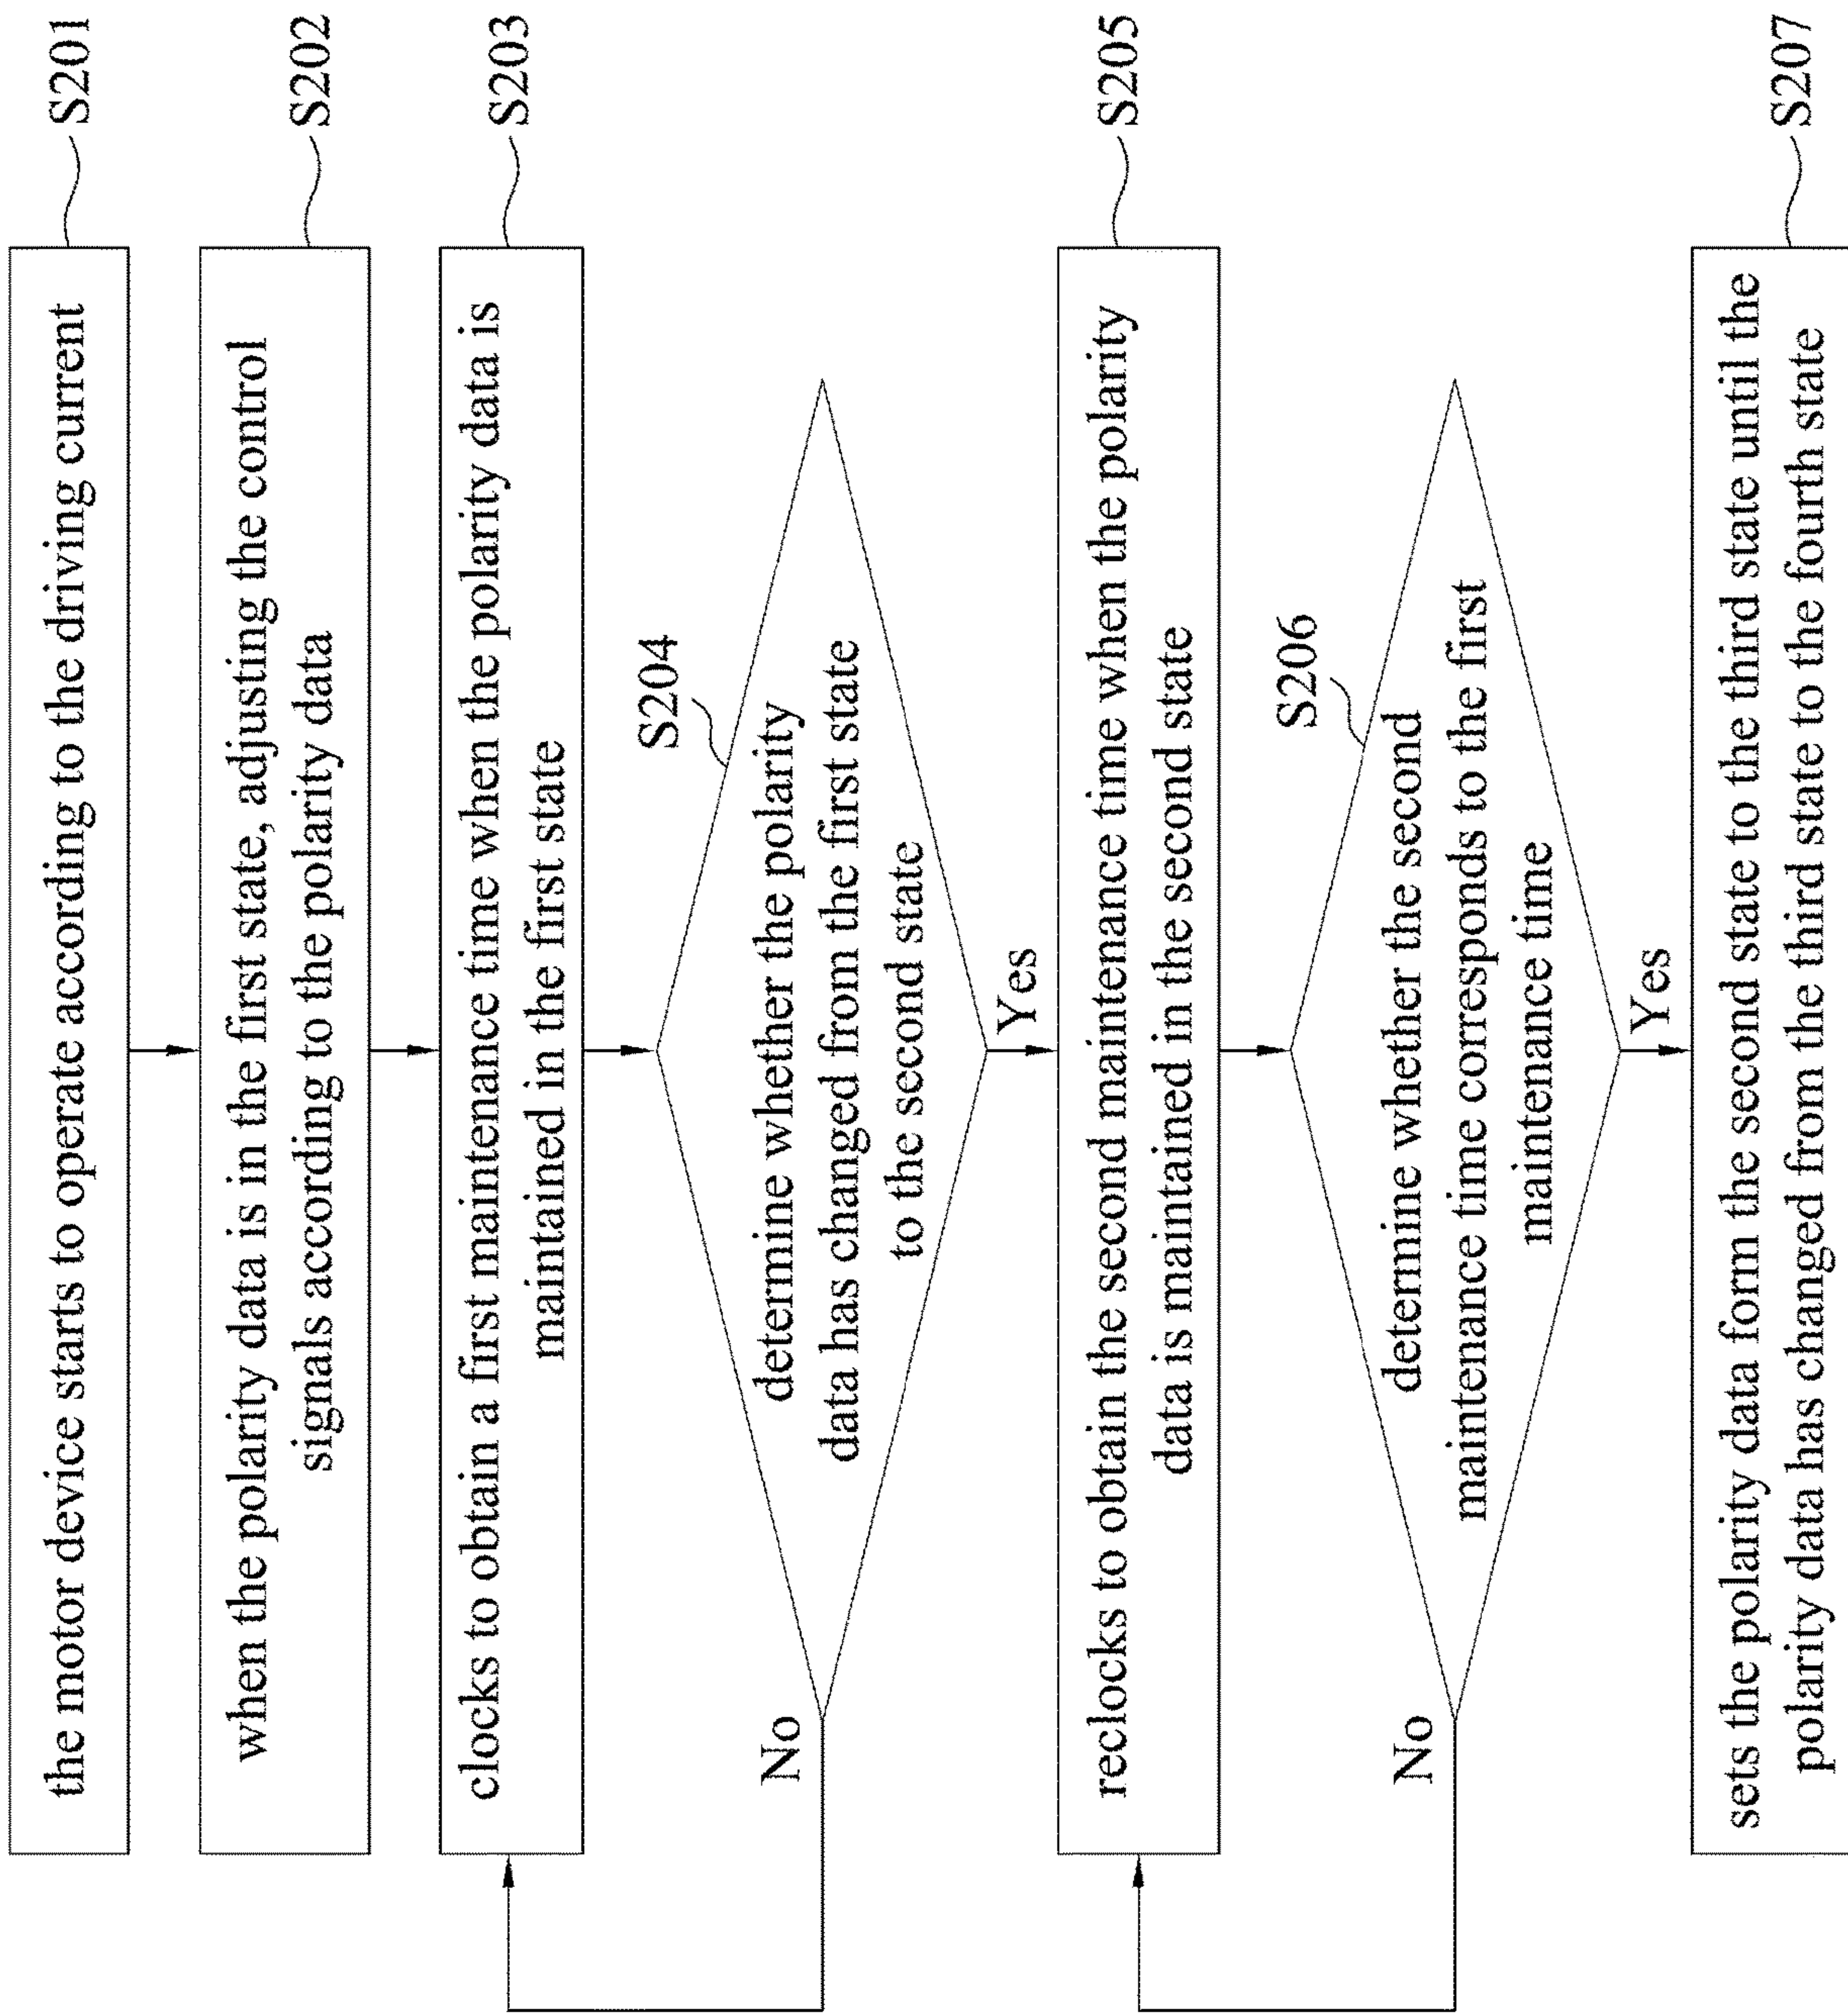 the motor device starts to operate according to the driving current
S201
when the polarity data is in the first state, adjusting the control
signals according to the polarity data
S202
clocks to obtain a first maintenance time when the polarity data is
maintained in the first state
S203
S204
determine whether the polarity
data has changed from the first state
to the second state
No
Yes
reclocks to obtain the second maintenance time when the polarity
data is maintained in the second state
S205
S206
determine whether the second
maintenance time corresponds to the first
maintenance time
No
Yes
sets the polarity data form the second state to the third state until the
polarity data has changed from the third state to the fourth state
S207